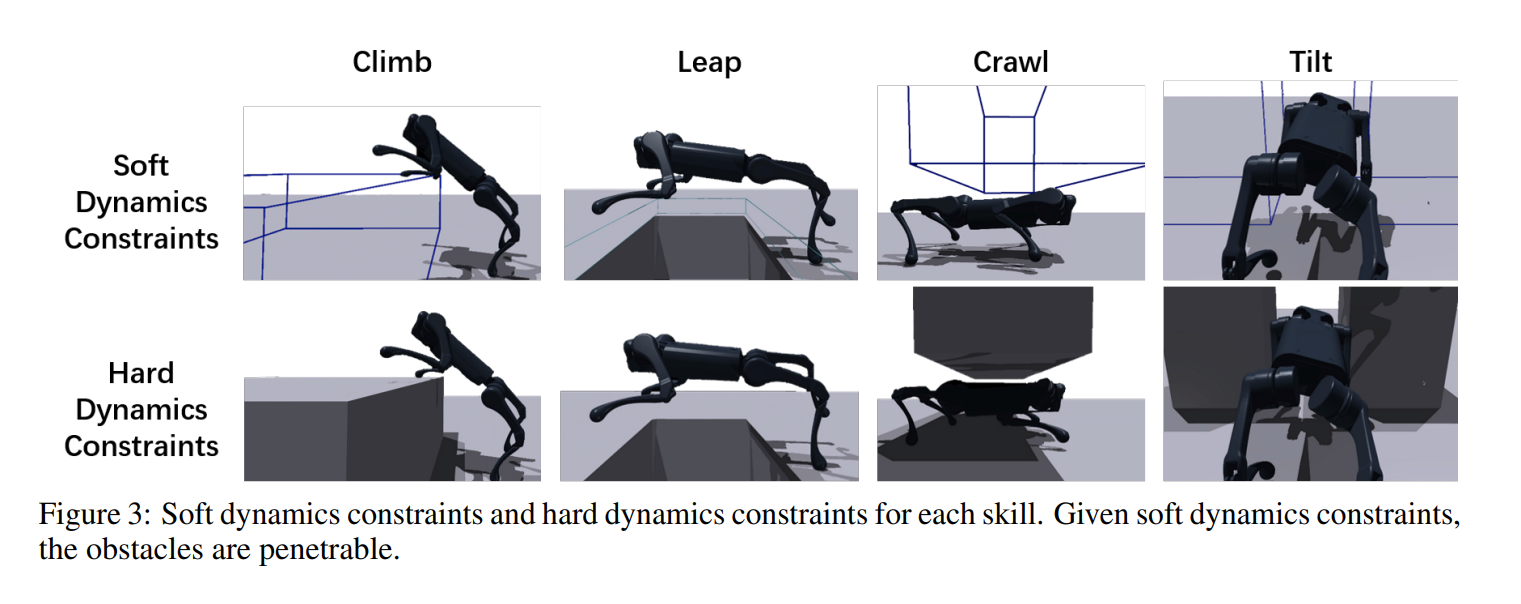 Climb Leap Crawl Tilt
Soft
Dynamics
Constraints
Hard
Dynamics
Constraints
Figure 3: Soft dynamics constraints and hard dynamics constraints for each skill. Given soft dynamics constraints,
the obstacles are penetrable.